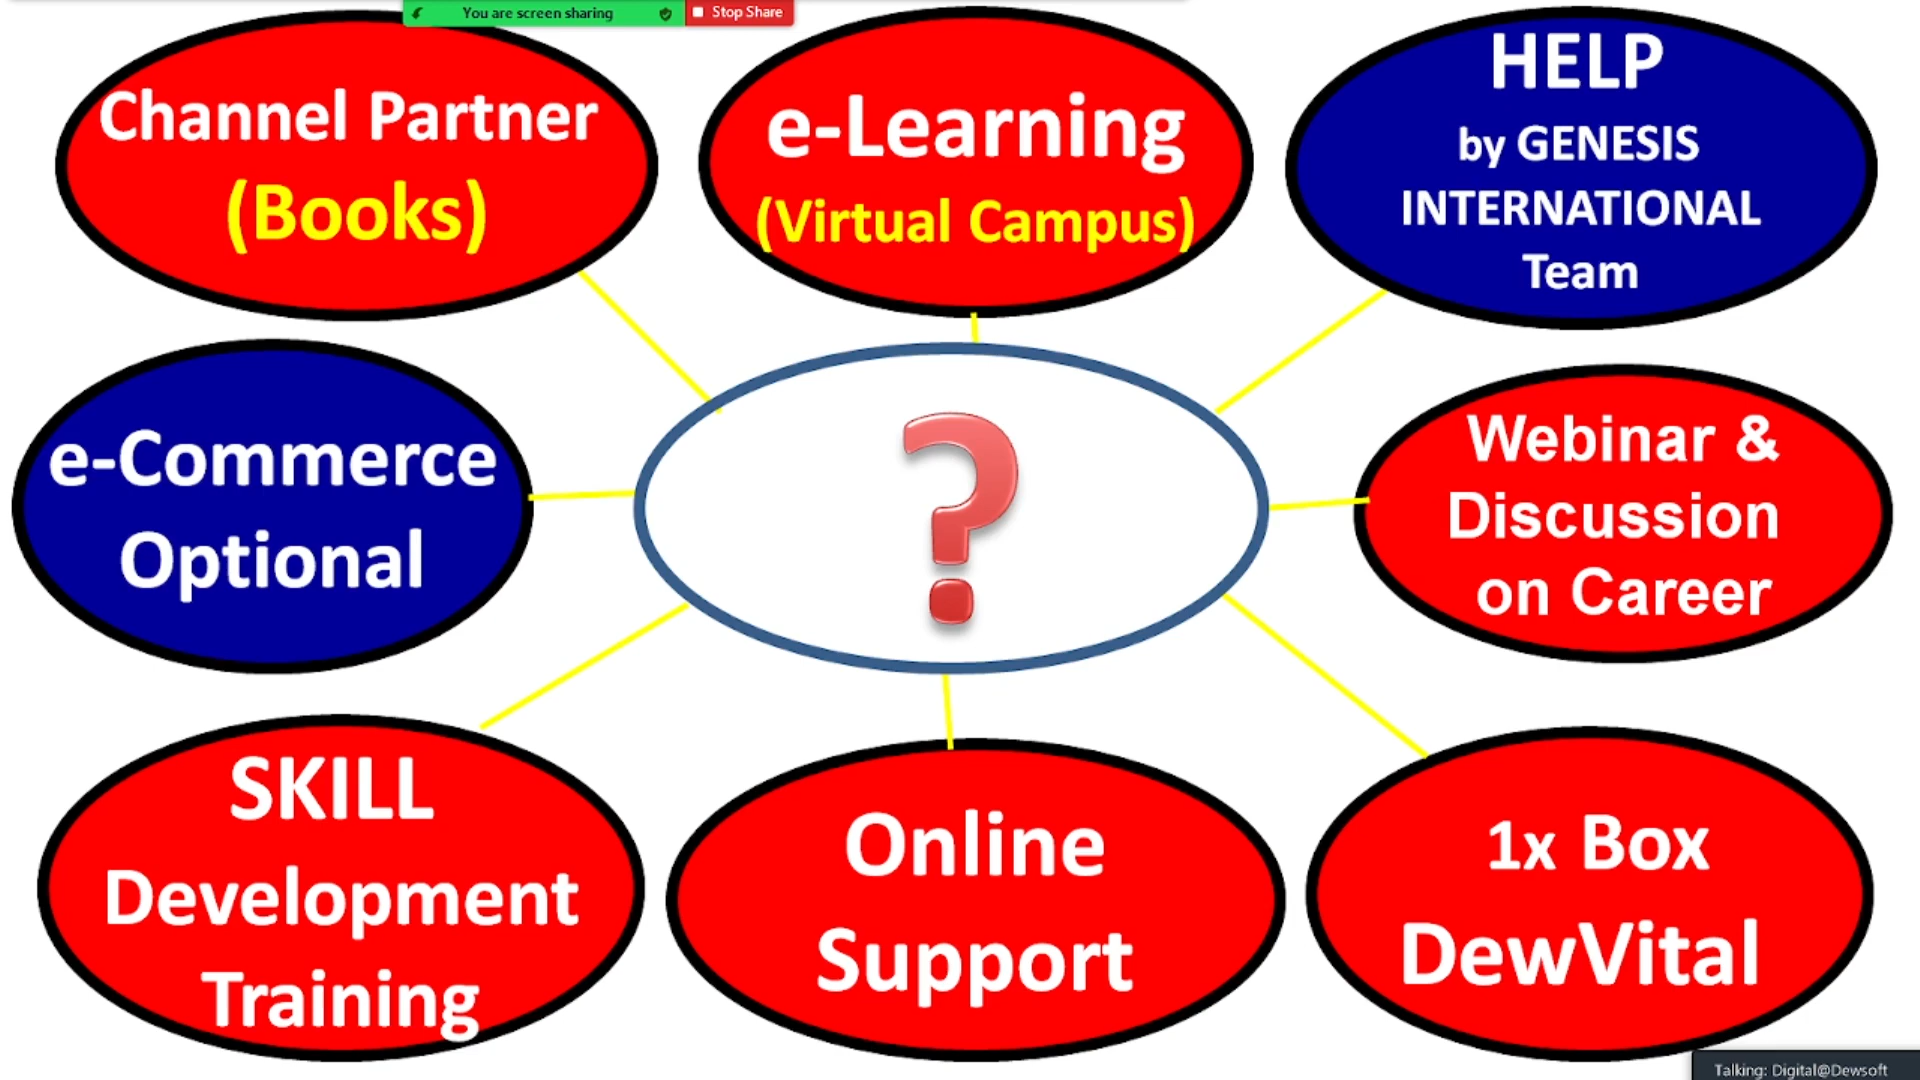 You are screen sharing
Stop Share
Channel Partner
(Books)
e-Learning
(Virtual Campus)
HELP
by GENESIS
INTERNATIONAL
Team
e-Commerce
Optional
?
Webinar &
Discussion
on Career
SKILL
Development
Training
Online
Support
1x Box
DewVital
Talking: Digital@Dewsoft